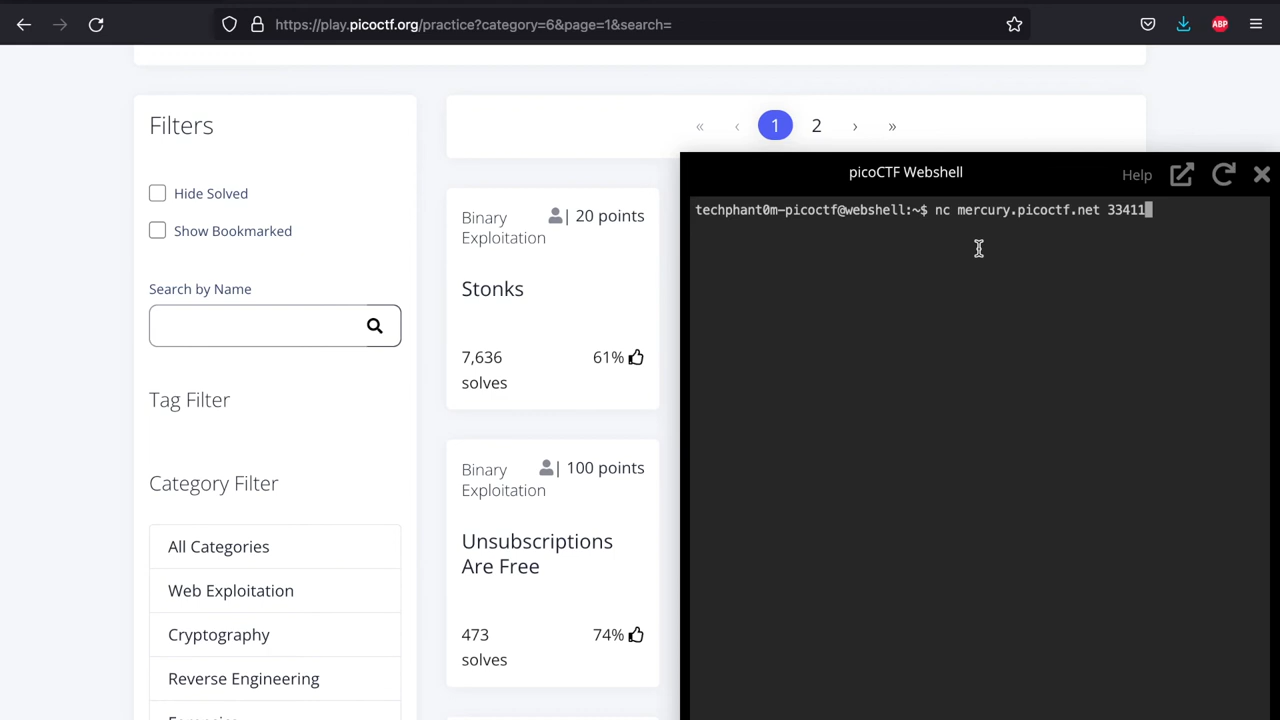 https://play.picoctf.org/practice?category=6&page=1&search=
ABP
Filters
Hide Solved
Show Bookmarked
Search by Name
Tag Filter
Category Filter
All Categories
Web Exploitation
Cryptography
Reverse Engineering
« ‹ 1 2 › »
Binary
Exploitation
| 20 points
Stonks
7,636
solves
61%
Binary
Exploitation
| 100 points
Unsubscriptions
Are Free
473
solves
74%
picoCTF Webshell
Help
techphant0m-picoctf@webshell:~$ nc mercury.picoctf.net 33411